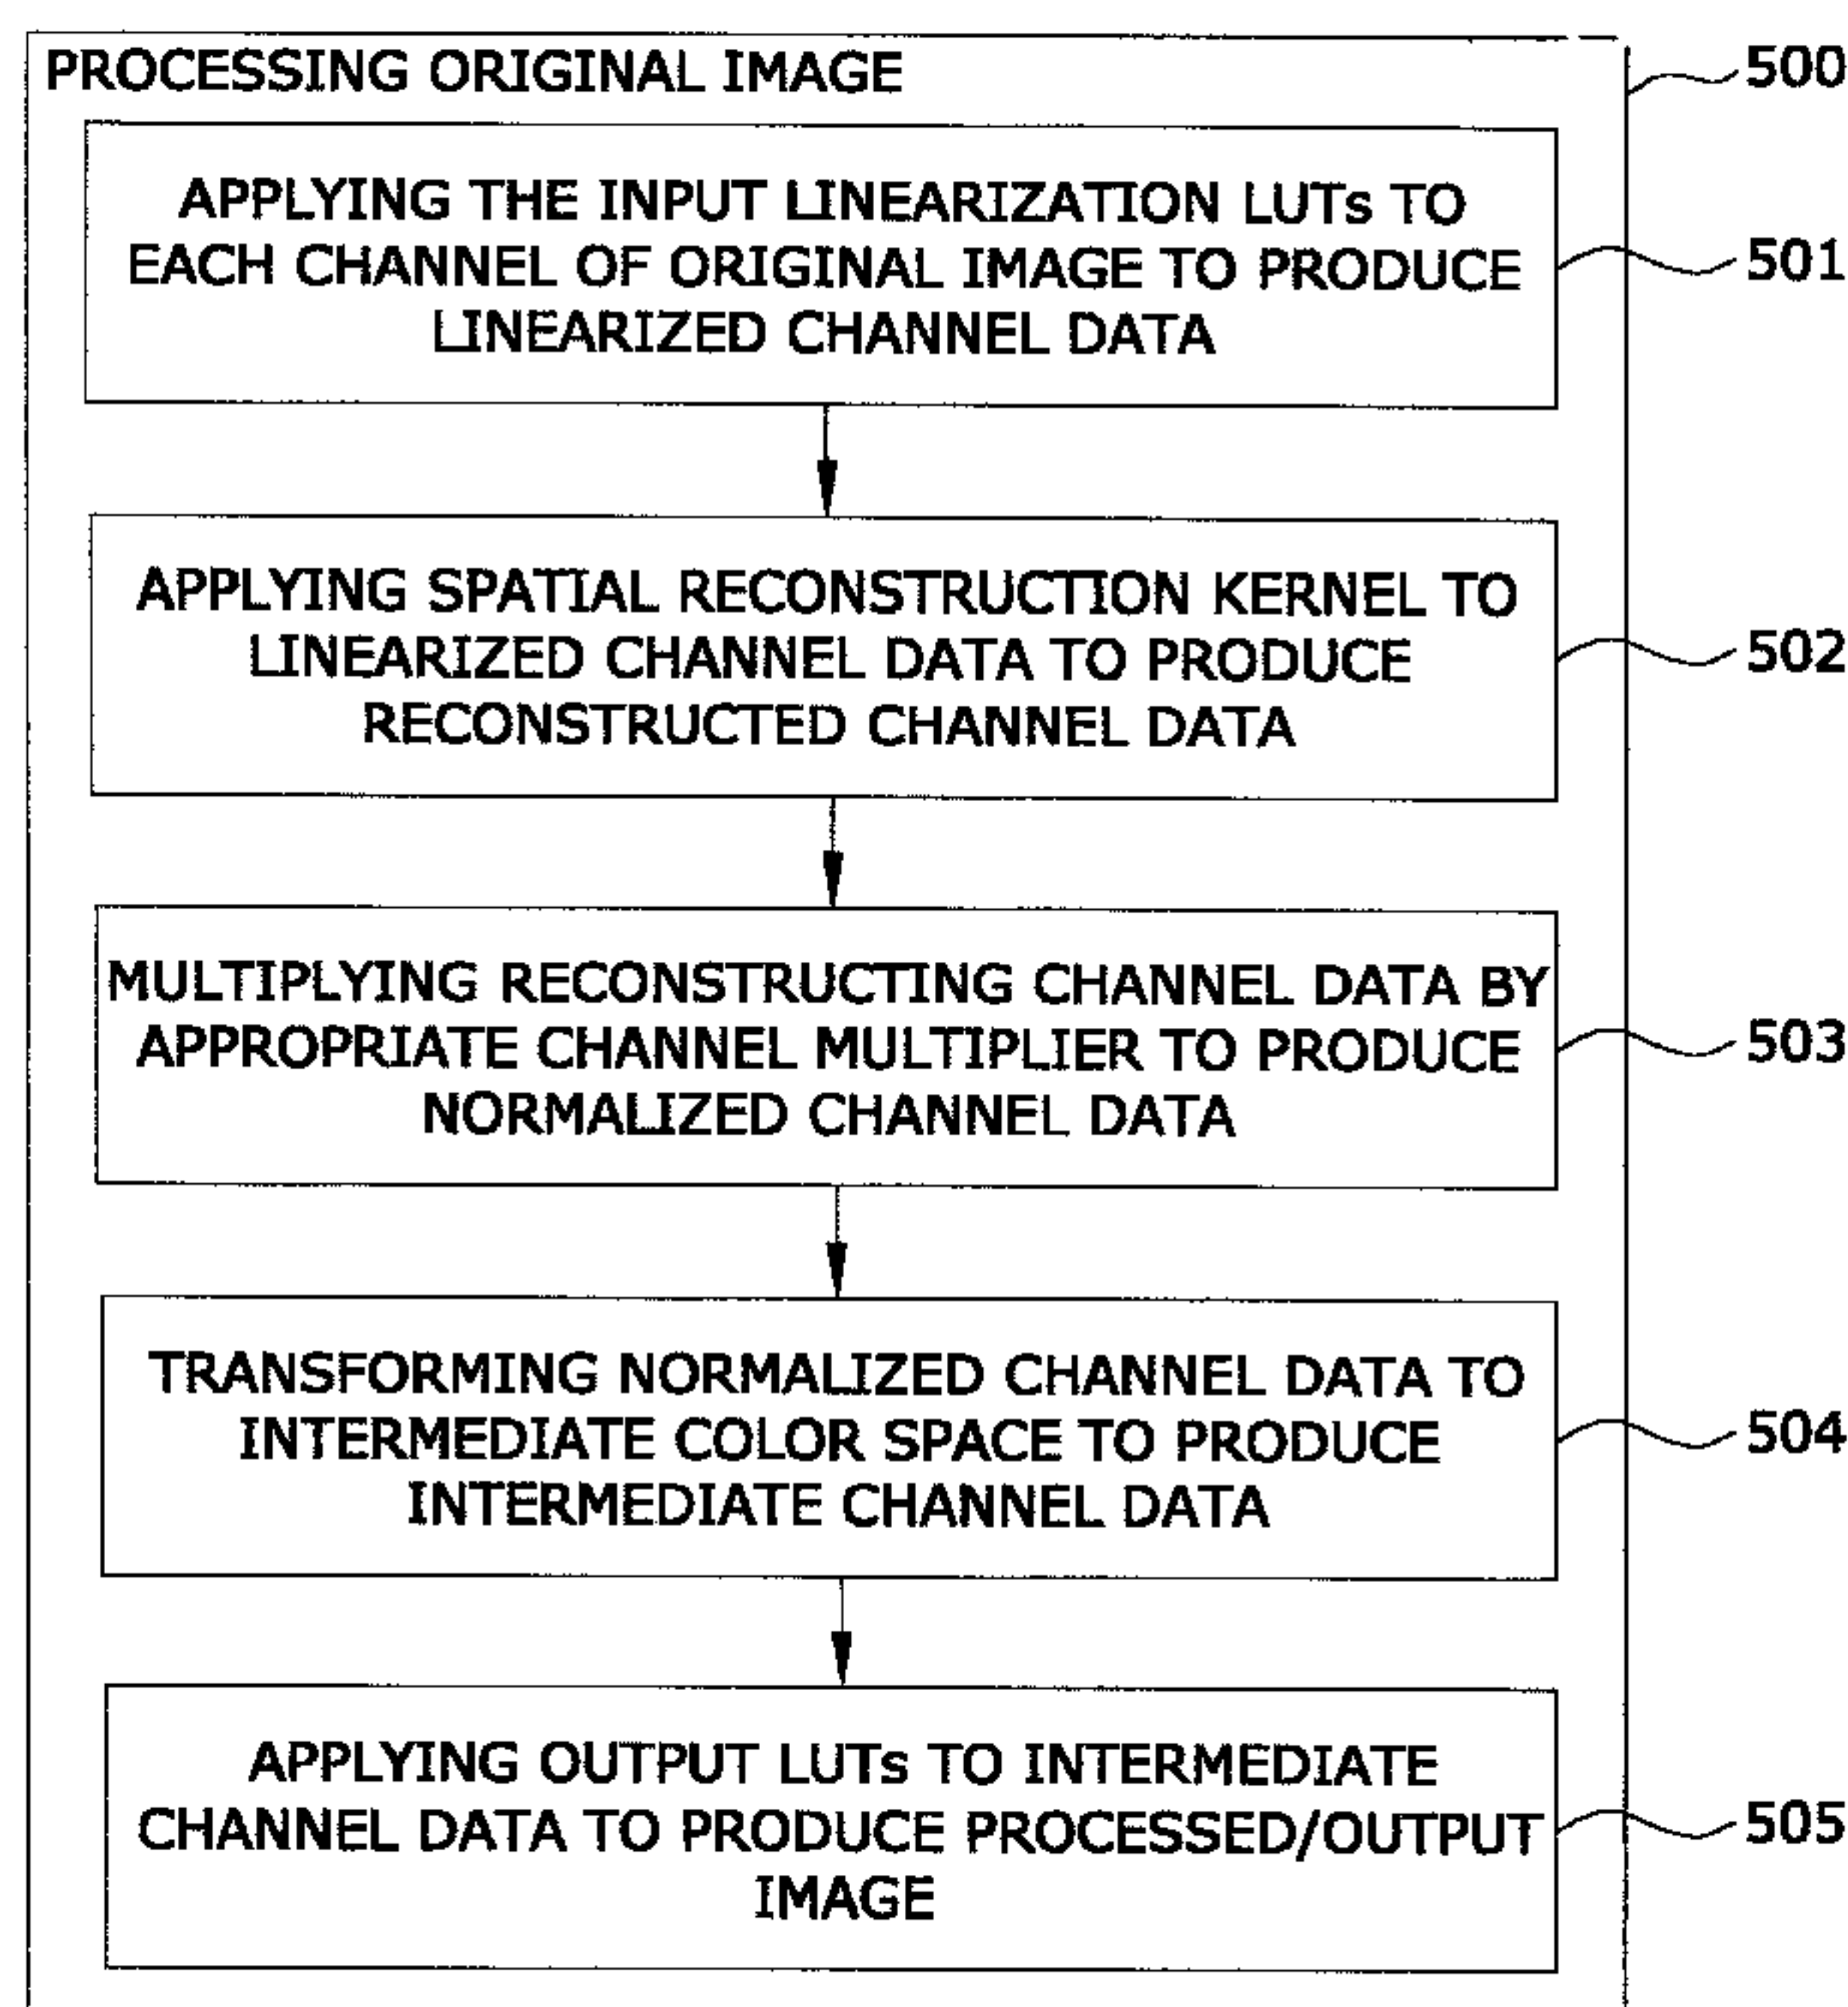 PROCESSING ORIGINAL IMAGE
500
APPLYING THE INPUT LINEARIZATION LUTs TO
EACH CHANNEL OF ORIGINAL IMAGE TO PRODUCE
LINEARIZED CHANNEL DATA
501
APPLYING SPATIAL RECONSTRUCTION KERNEL TO
LINEARIZED CHANNEL DATA TO PRODUCE
RECONSTRUCTED CHANNEL DATA
502
MULTIPLYING RECONSTRUCTING CHANNEL DATA BY
APPROPRIATE CHANNEL MULTIPLIER TO PRODUCE
NORMALIZED CHANNEL DATA
503
TRANSFORMING NORMALIZED CHANNEL DATA TO
INTERMEDIATE COLOR SPACE TO PRODUCE
INTERMEDIATE CHANNEL DATA
504
APPLYING OUTPUT LUTs TO INTERMEDIATE
CHANNEL DATA TO PRODUCE PROCESSED/OUTPUT
IMAGE
505